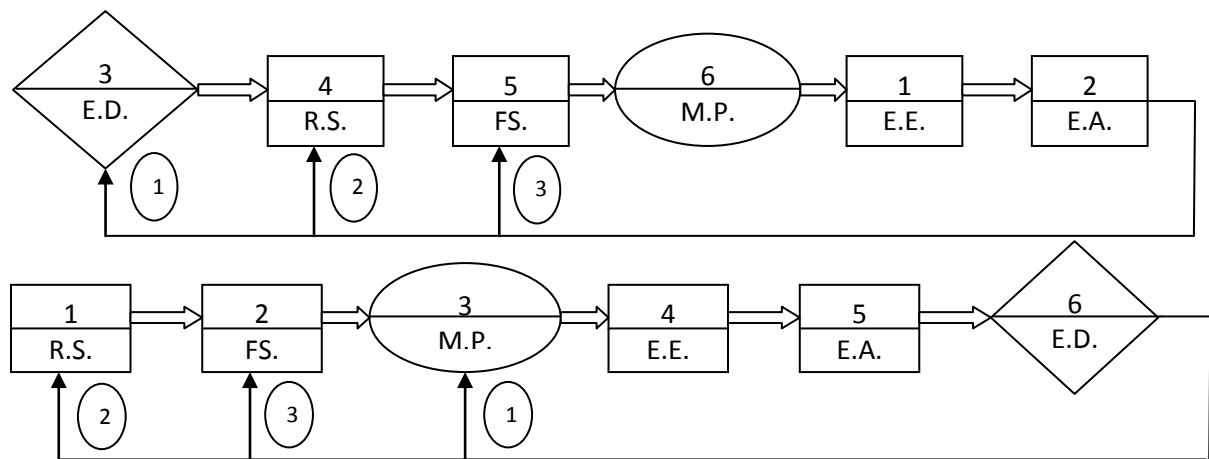 3 4 5 6 1 2
E.D. R.S. FS. M.P. E.E. E.A.
1 2 3
1 2 3 4 5 6
R.S. FS. M.P. E.E. E.A. E.D.
2 3 1